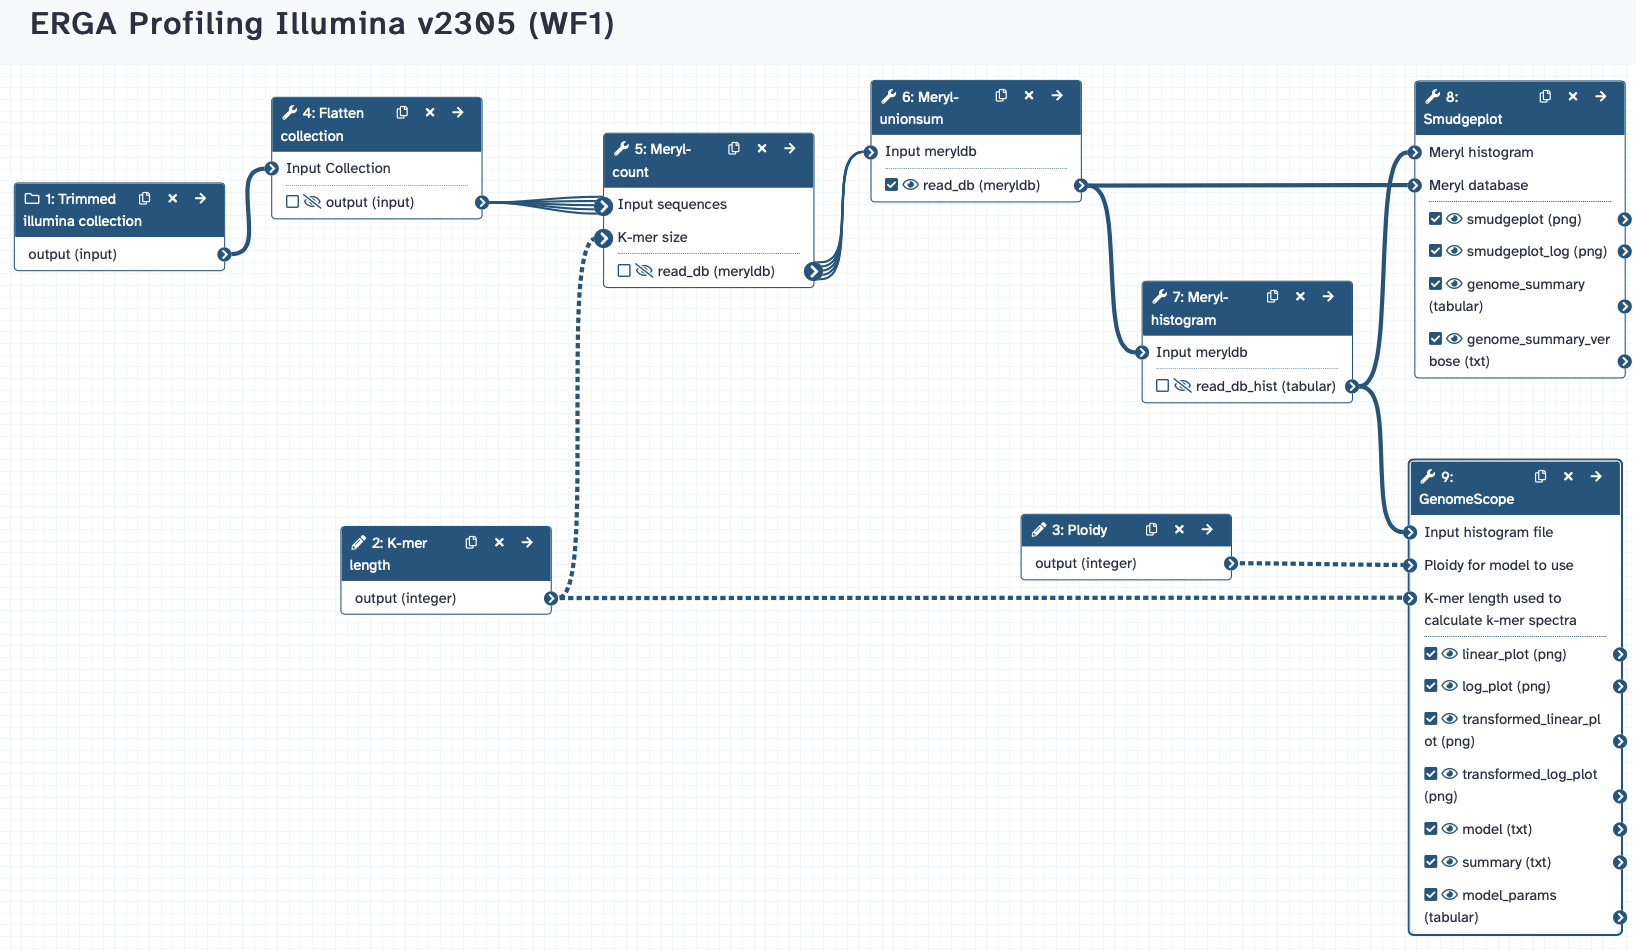 ERGA Profiling Illumina v2305 (WF1)
1: Trimmed
illumina collection
output (input)
4: Flatten
collection
Input Collection
output (input)
5: Meryl-
count
Input sequences
K-mer size
read_db (meryldb)
6: Meryl-
unionsum
Input meryldb
read_db (meryldb)
7: Meryl-
histogram
Input meryldb
read_db_hist (tabular)
8:
Smudgeplot
Meryl histogram
Meryl database
smudgeplot (png)
smudgeplot_log (png)
genome_summary
(tabular)
genome_summary_ver
bose (txt)
2: K-mer
length
output (integer)
3: Ploidy
output (integer)
9:
GenomeScope
Input histogram file
Ploidy for model to use
K-mer length used to
calculate k-mer spectra
linear_plot (png)
log_plot (png)
transformed_linear_pl
ot (png)
transformed_log_plot
(png)
model (txt)
summary (txt)
model_params
(tabular)